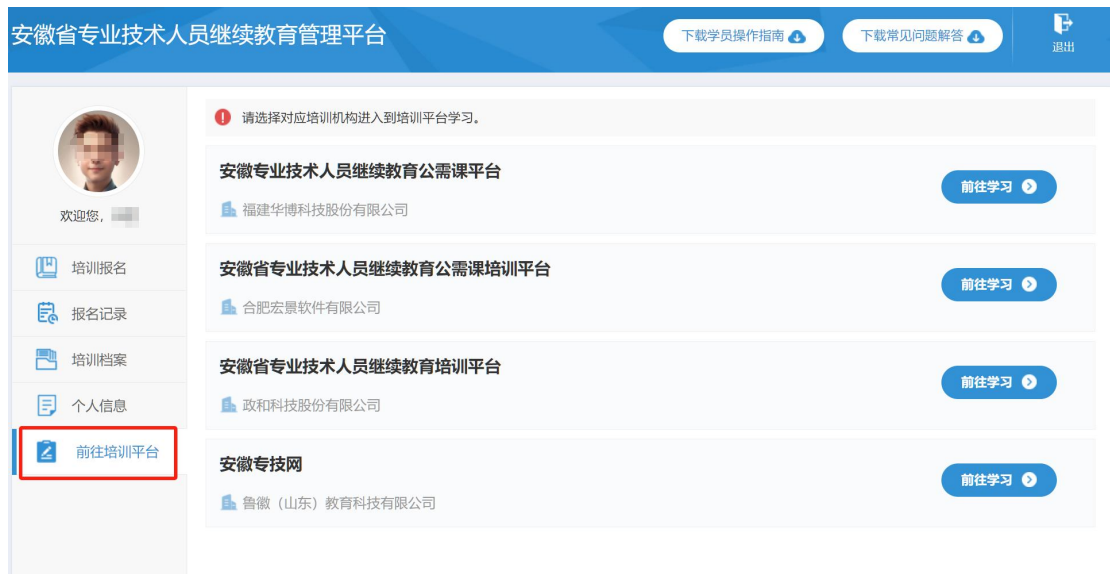 安徽省专业技术人员继续教育管理平台
下载学员操作指南
下载常见问题解答
退出
请选择对应培训机构进入到培训平台学习。
安徽专业技术人员继续教育公需课平台
福建华博科技股份有限公司
前往学习
欢迎您,
培训报名
报名记录
培训档案
个人信息
前往培训平台
安徽省专业技术人员继续教育公需课培训平台
合肥宏景软件有限公司
前往学习
安徽省专业技术人员继续教育培训平台
政和科技股份有限公司
前往学习
安徽专技网
鲁徽（山东）教育科技有限公司
前往学习